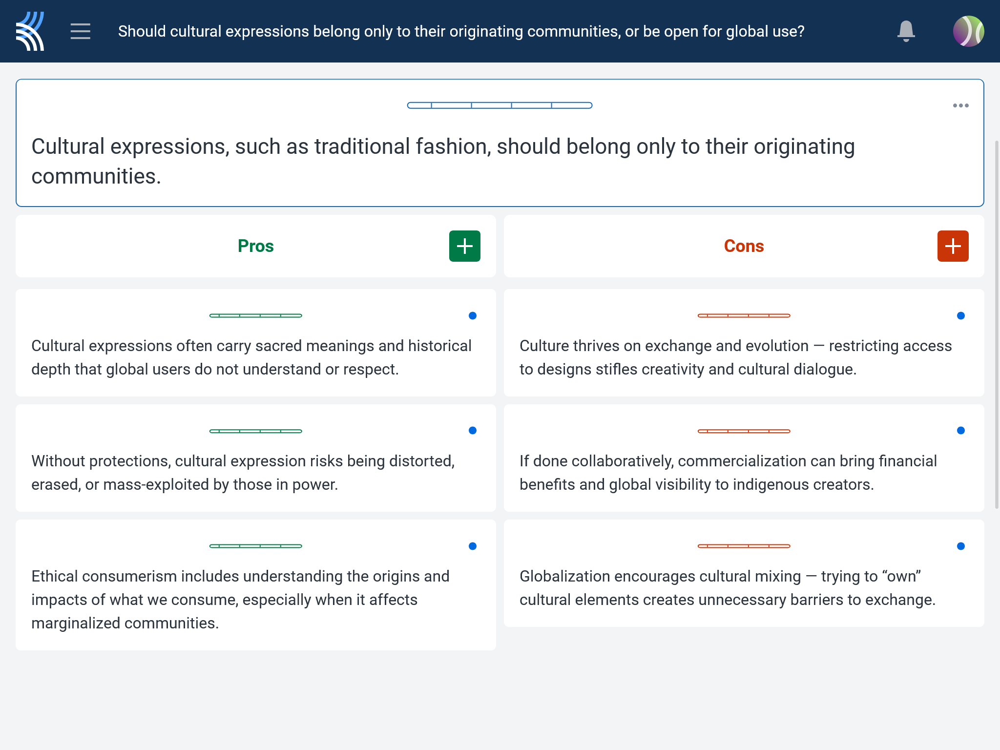 Should cultural expressions belong only to their originating communities, or be open for global use?
Cultural expressions, such as traditional fashion, should belong only to their originating
communities.
Pros
Cons
Cultural expressions often carry sacred meanings and historical
depth that global users do not understand or respect.
Culture thrives on exchange and evolution — restricting access
to designs stifles creativity and cultural dialogue.
Without protections, cultural expression risks being distorted,
erased, or mass-exploited by those in power.
If done collaboratively, commercialization can bring financial
benefits and global visibility to indigenous creators.
Ethical consumerism includes understanding the origins and
impacts of what we consume, especially when it affects
marginalized communities.
Globalization encourages cultural mixing — trying to “own”
cultural elements creates unnecessary barriers to exchange.